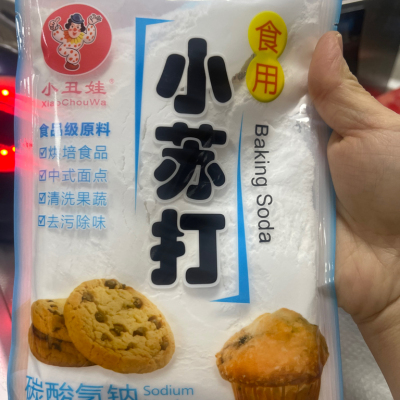 小丑娃®
XiaoChouWa
食用
小苏打
Baking Soda
食品级原料
☑烘培食品
☑中式面点
☑清洗果蔬
☑去污除味
碳酸氢钠 Sodium